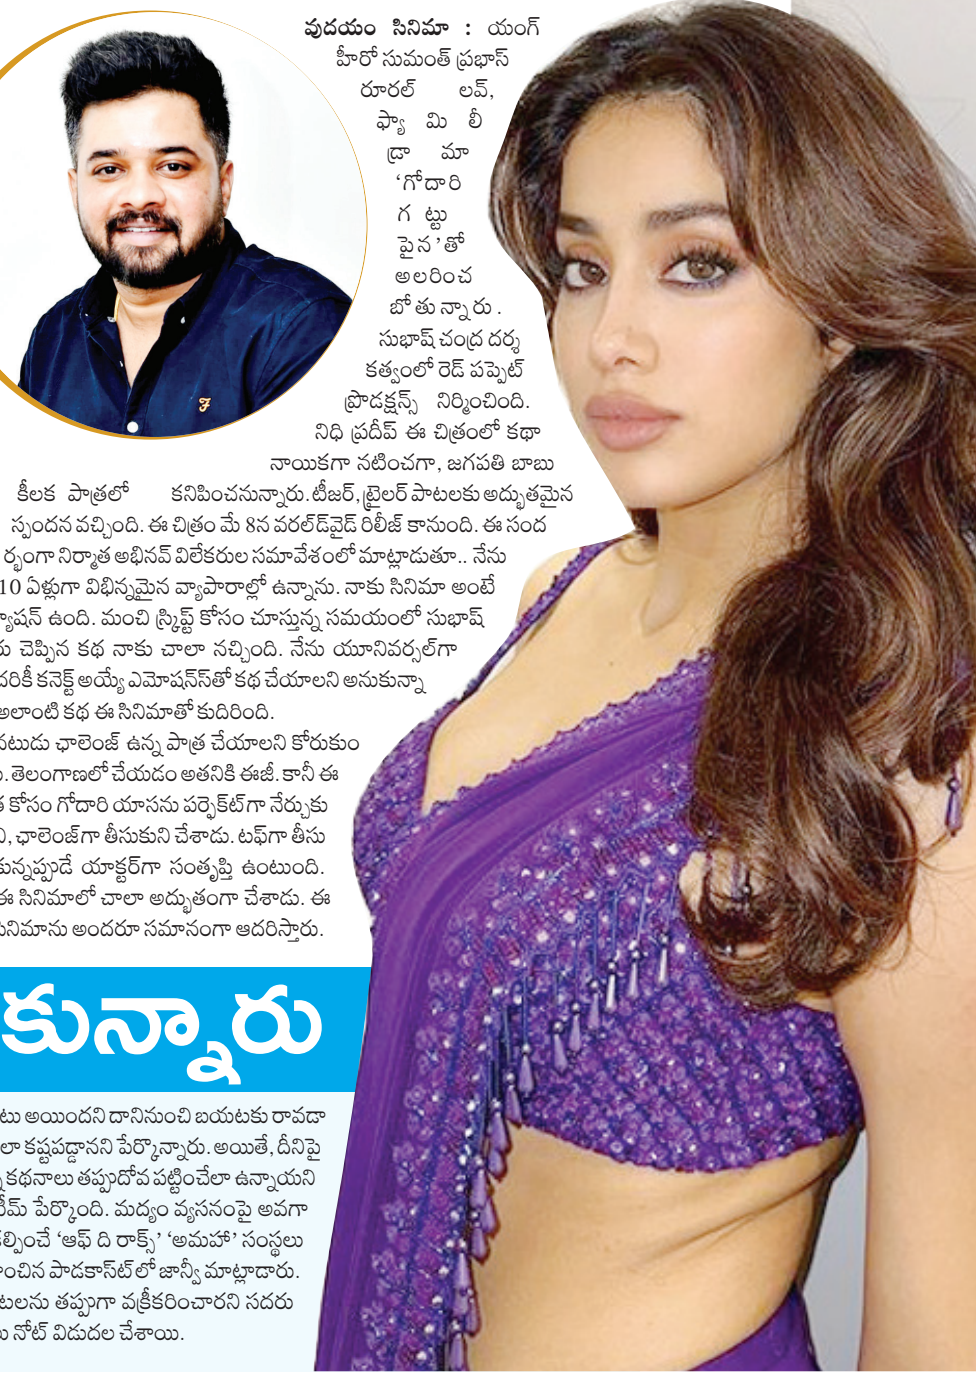 వుదయం సినిమా : యంగ్
హీరో సుమంత్ ప్రభాస్
రూరల్ లవ్,
ఫ్యా మి లీ
డ్రా మా
‘గోదారి
గ ట్టు
పైన’తో
అలరించ
బోతున్నారు.
సుభాష్ చంద్ర దర్శ
కత్వంలో రెడ్ పప్పెట్
ప్రొడక్షన్స్ నిర్మించింది.
నిధి ప్రదీప్ ఈ చిత్రంలో కథా
నాయికగా నటించగా, జగపతి బాబు
కీలక పాత్రలో కనిపించనున్నారు. టీజర్, ట్రైలర్ పాటలకు అద్భుతమైన
స్పందన వచ్చింది. ఈ చిత్రం మే 8న వరల్డ్‌వైడ్ రిలీజ్ కానుంది. ఈ సంద
ర్భంగా నిర్మాత అభినవ్ విలేకరుల సమావేశంలో మాట్లాడుతూ.. నేను
10 ఏళ్లుగా విభిన్నమైన వ్యాపారాల్లో ఉన్నాను. నాకు సినిమా అంటే
ఉంది. మంచి స్క్రిప్ట్ కోసం చూస్తున్న సమయంలో సుభాష్
చెప్పిన కథ నాకు చాలా నచ్చింది. నేను యూనివర్సల్‌గా
కనెక్ట్ అయ్యే ఎమోషన్స్‌తో కథ చేయాలని అనుకున్నా
అలాంటి కథ ఈ సినిమాతో కుదిరింది.
నటుడు ఛాలెంజ్ ఉన్న పాత్ర చేయాలని కోరుకుం
తెలంగాణలో చేయడం అతనికి ఈజీ. కానీ ఈ
కోసం గోదారి యాసను పర్ఫెక్ట్‌గా నేర్చుకు
ఛాలెంజ్‌గా తీసుకుని చేశాడు. టఫ్‌గా తీసు
కున్నప్పుడే యాక్టర్‌గా సంతృప్తి ఉంటుంది.
ఈ సినిమాలో చాలా అద్భుతంగా చేశాడు. ఈ
సినిమాను అందరూ సమానంగా ఆదరిస్తారు.
కున్నారు
అయిందని దానినుంచి బయటకు రావడా
కష్టపడ్డానని పేర్కొన్నారు. అయితే, దీనిపై
కథనాలు తప్పుదోవ పట్టించేలా ఉన్నాయని
పేర్కొంది. మద్యం వ్యసనంపై అవగా
‘ఆఫ్ ది రాక్స్’ ‘అమహా’ సంస్థలు
పాడకాస్ట్‌లో జాన్వీ మాట్లాడారు.
తప్పుగా వక్రీకరించారని సదరు
నోట్ విడుదల చేశాయి.